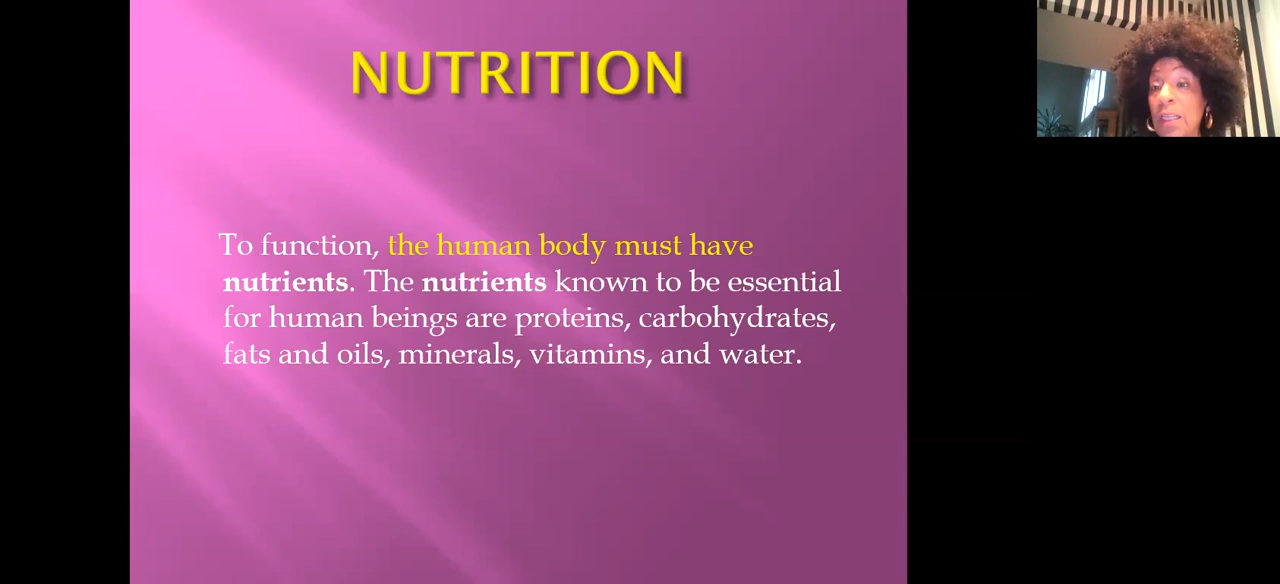 NUTRITION
To function, the human body must have
nutrients. The nutrients known to be essential
for human beings are proteins, carbohydrates,
fats and oils, minerals, vitamins, and water.